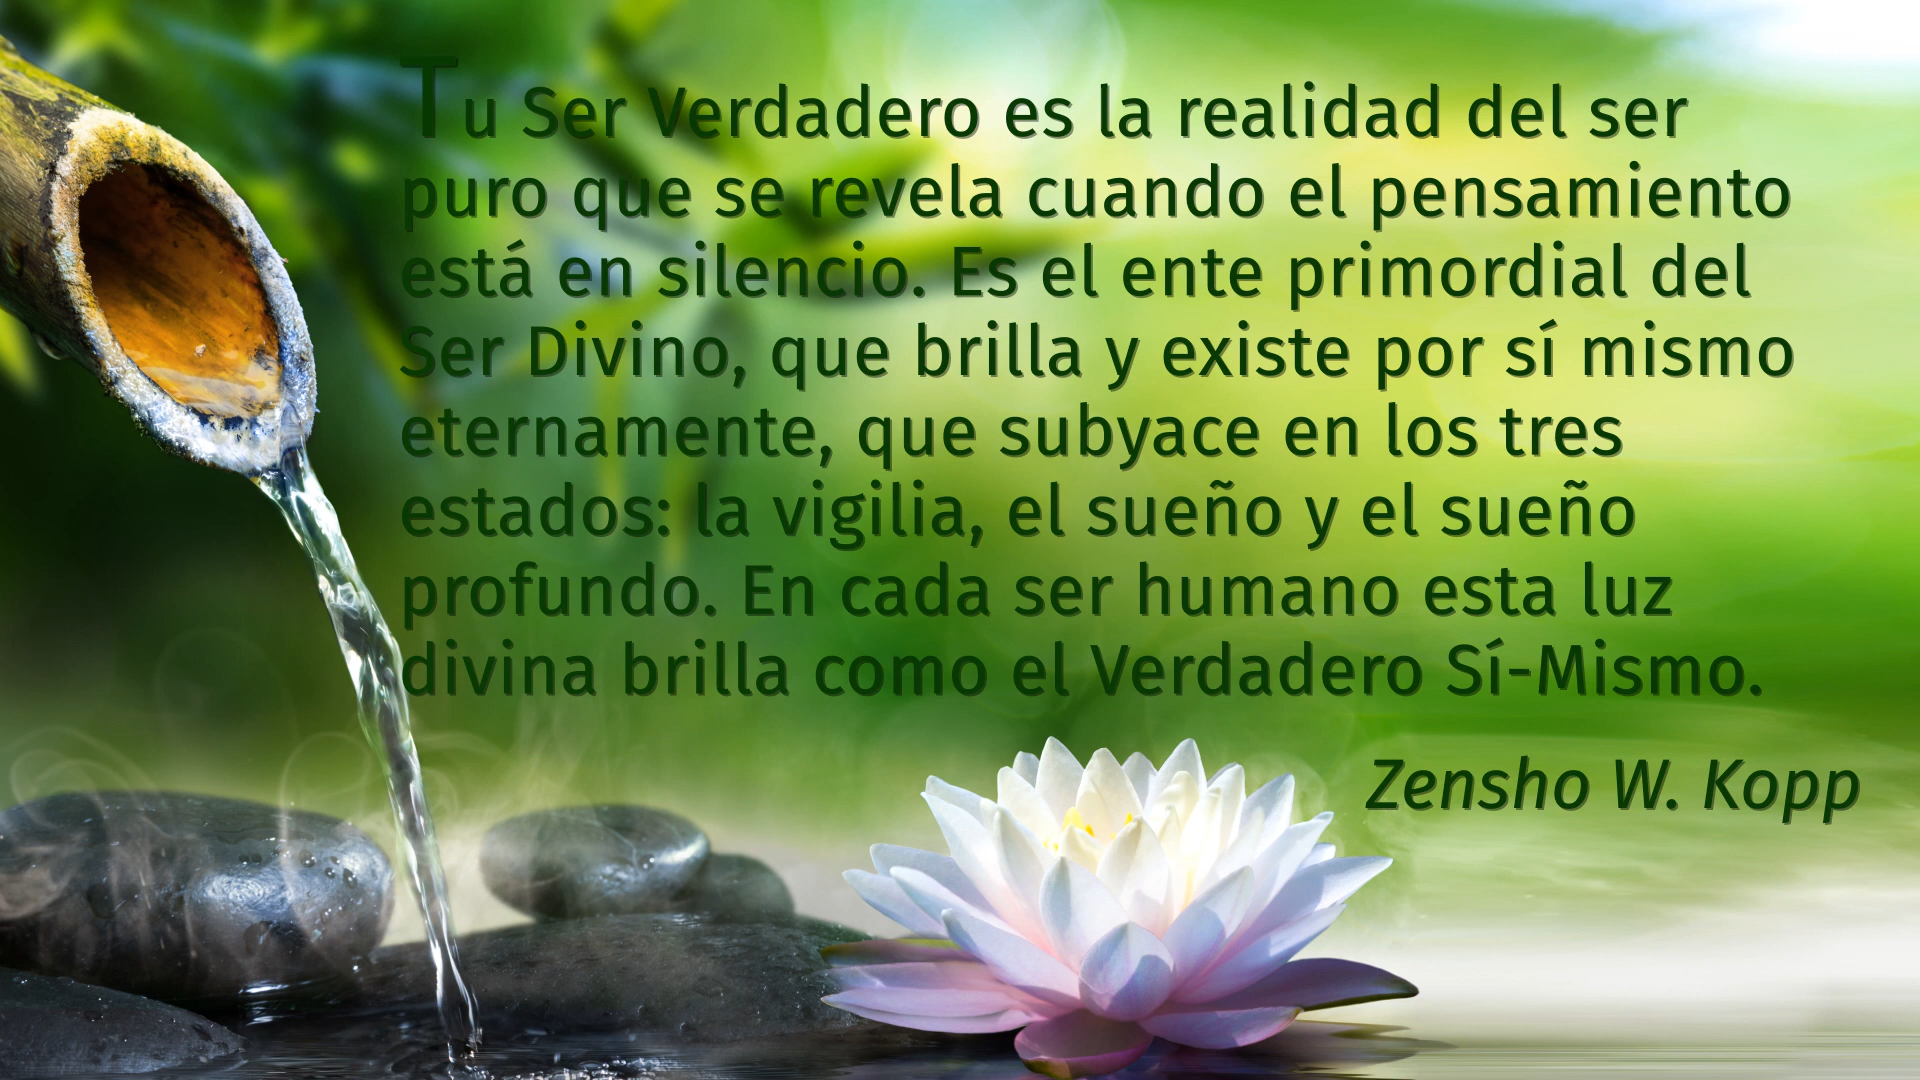 Tu Ser Verdadero es la realidad del ser
puro que se revela cuando el pensamiento
está en silencio. Es el ente primordial del
Ser Divino, que brilla y existe por sí mismo
eternamente, que subyace en los tres
estados: la vigilia, el sueño y el sueño
profundo. En cada ser humano esta luz
divina brilla como el Verdadero Sí-Mismo.
Zensho W. Kopp